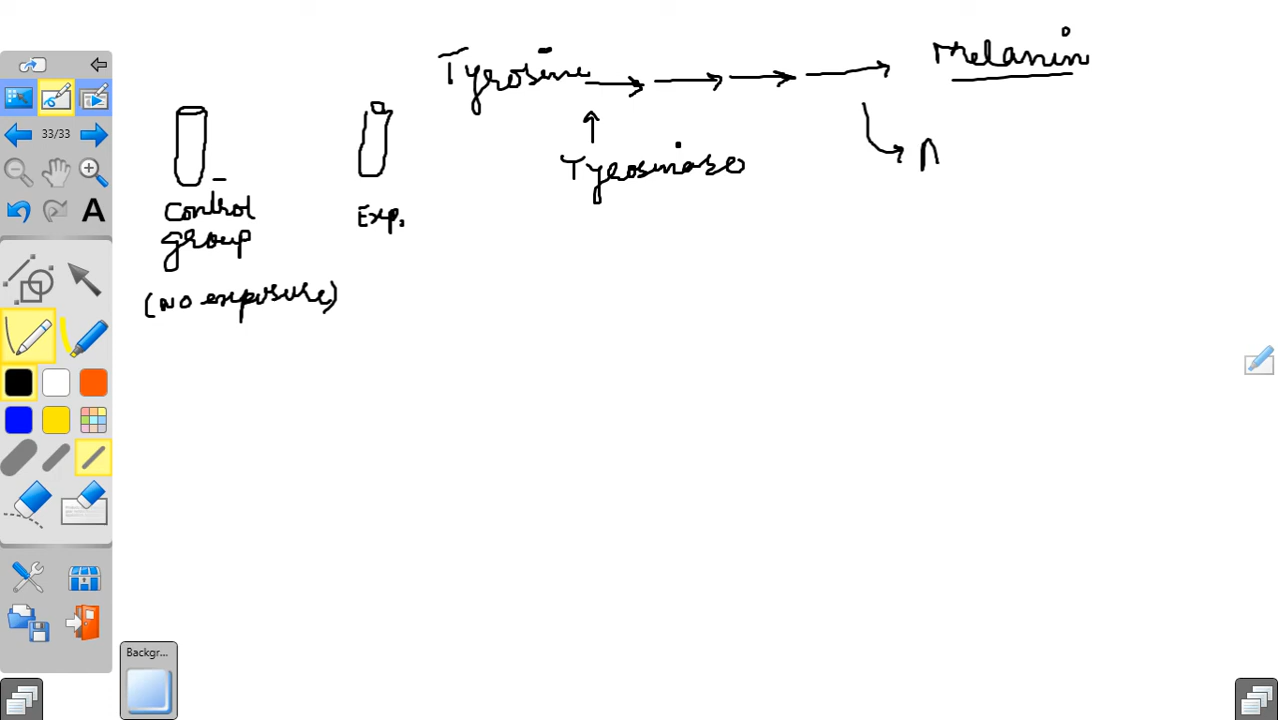 Tyrosine → → → → Melanin
↑
Tyrosinase
Control
group
(No exposure)
Exp.
33/33
A
Backgr...